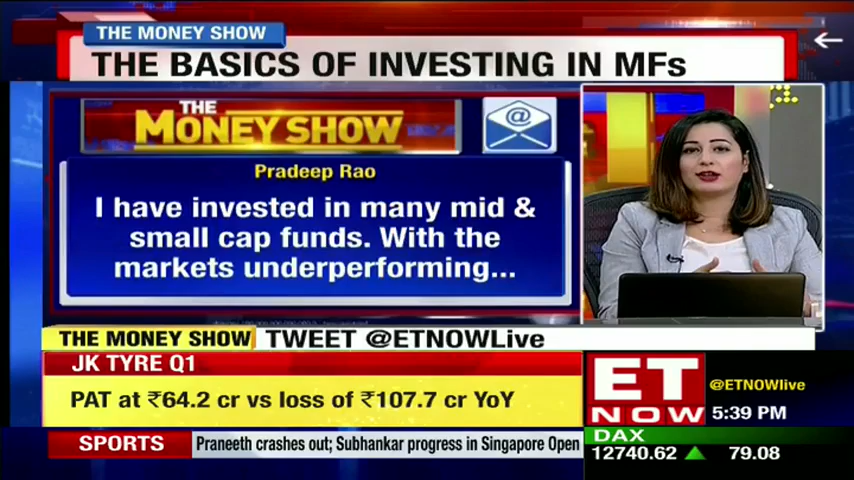 THE MONEY SHOW
THE BASICS OF INVESTING IN MFs
THE
MONEY SHOW
@
Pradeep Rao
I have invested in many mid &
small cap funds. With the
markets underperforming...
THE MONEY SHOW
TWEET @ETNOWLive
JK TYRE Q1
PAT at ₹64.2 cr vs loss of ₹107.7 cr YoY
ET
NOW
@ETNOWlive
5:39 PM
DAX
12740.62 ▲ 79.08
SPORTS
Praneeth crashes out; Subhankar progress in Singapore Open